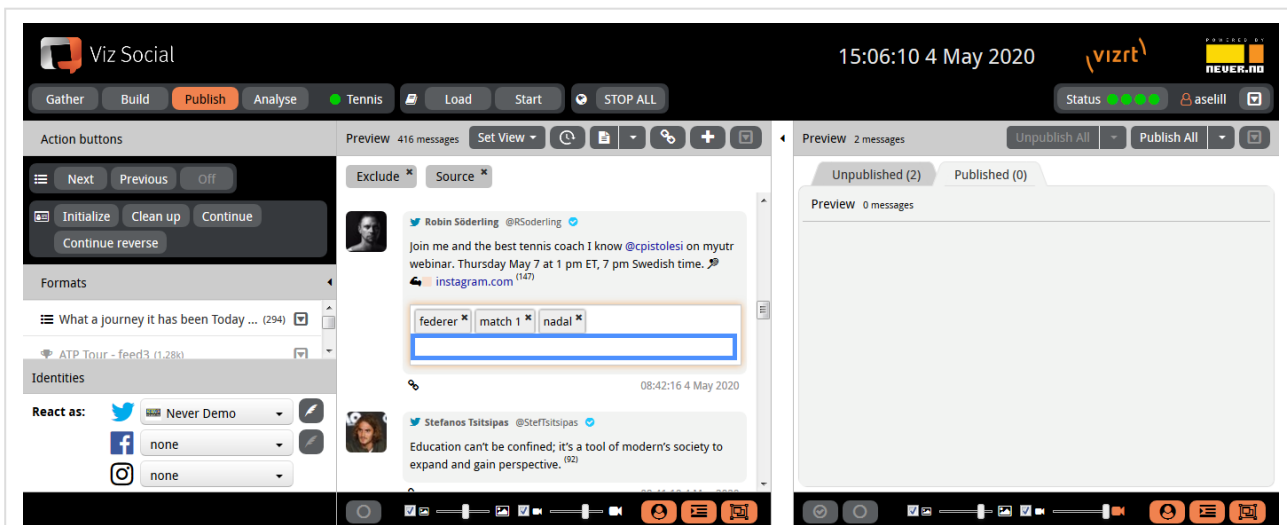 Viz Social
15:06:10 4 May 2020
vizrt
POWERED BY
never.no
Gather Build Publish Analyse Tennis Load Start STOP ALL Status aselill
Action buttons
Next Previous Off
Initialize Clean up Continue
Continue reverse
Formats
What a journey it has been Today ... (294)
ATP Tour - feed3 (1.28k)
Identities
React as:
Never Demo
none
none
Preview 416 messages Set View
Exclude × Source ×
Robin Söderling @RSoderling
Join me and the best tennis coach I know @cpistolesi on myutr
webinar. Thursday May 7 at 1 pm ET, 7 pm Swedish time.
instagram.com (147)
federer × match 1 × nadal ×
08:42:16 4 May 2020
Stefanos Tsitsipas @StefTsitsipas
Education can't be confined; it's a tool of modern's society to
expand and gain perspective. (92)
Preview 2 messages Unpublish All Publish All
Unpublished (2) Published (0)
Preview 0 messages